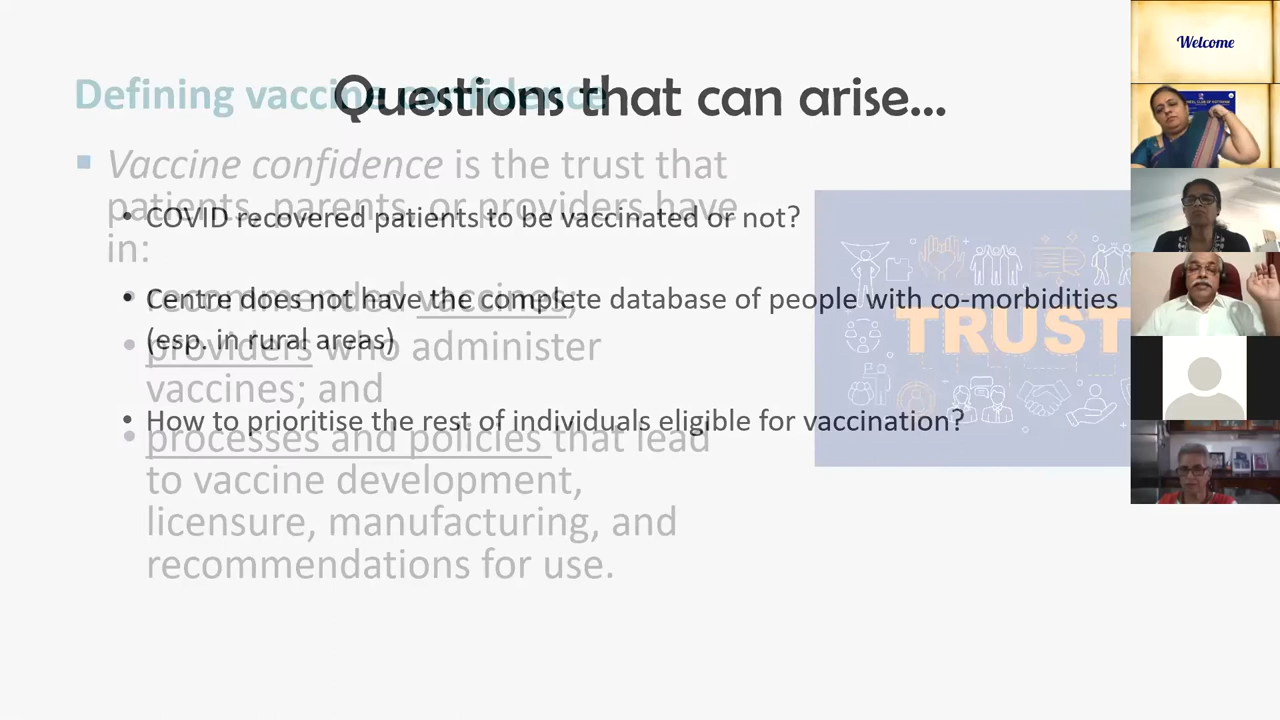 Questions that can arise...
• COVID recovered patients to be vaccinated or not?
• Centre does not have the complete database of people with co-morbidities
(esp. in rural areas)
• How to prioritise the rest of individuals eligible for vaccination?
Defining vaccine confidence
Vaccine confidence is the trust that
patients, parents, or providers have
in:
• recommended vaccines;
• providers who administer
vaccines; and
• processes and policies that lead
to vaccine development,
licensure, manufacturing, and
recommendations for use.
TRUST
Welcome